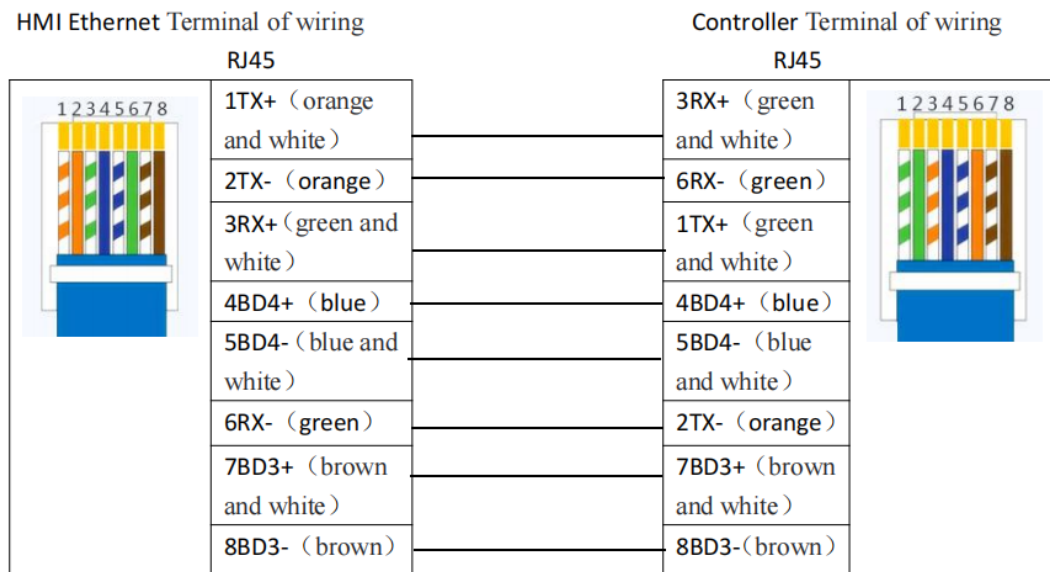 HMI Ethernet Terminal of wiring
Controller Terminal of wiring
RJ45
RJ45
12345678
1TX+（orange
and white）
2TX-（orange）
3RX+（green and
white）
4BD4+（blue）
5BD4-（blue and
white）
6RX-（green）
7BD3+（brown
and white）
8BD3-（brown）
3RX+（green
and white）
6RX-（green）
1TX+（green
and white）
4BD4+（blue）
5BD4-（blue
and white）
2TX-（orange）
7BD3+（brown
and white）
8BD3-（brown）
12345678